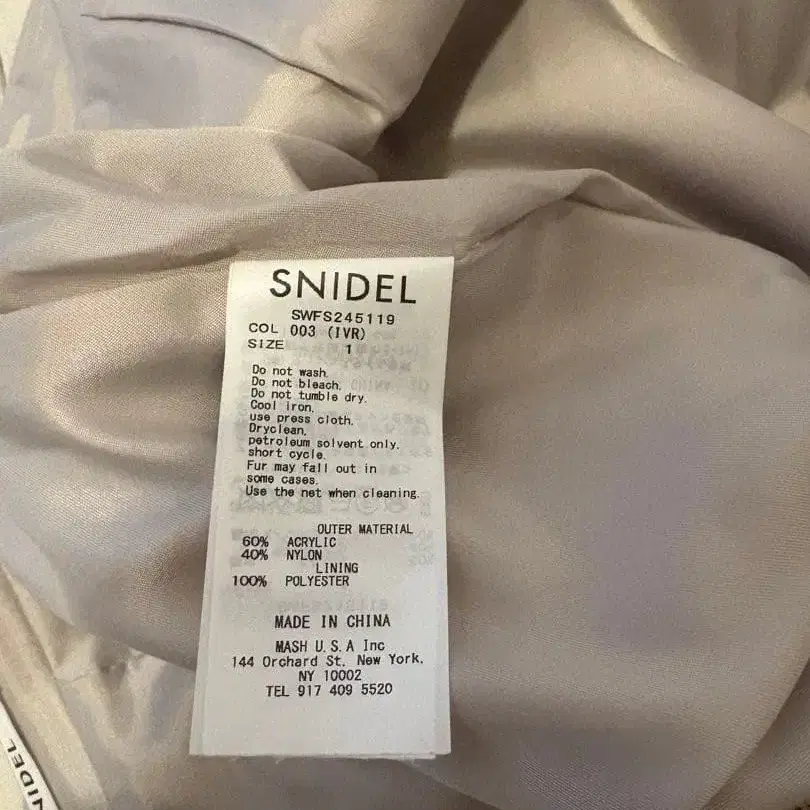 SNIDEL
SWFS245119
COL 003 (IVR)
SIZE 1
Do not wash.
Do not bleach.
Do not tumble dry.
Cool iron.
use press cloth.
Dryclean,
petroleum solvent only.
short cycle.
Fur may fall out in
some cases.
Use the net when cleaning.
OUTER MATERIAL
60% ACRYLIC
40% NYLON
LINING
100% POLYESTER
MADE IN CHINA
MASH U.S.A Inc
144 Orchard St. New York,
NY 10002
TEL 917 409 5520
SNIDEL